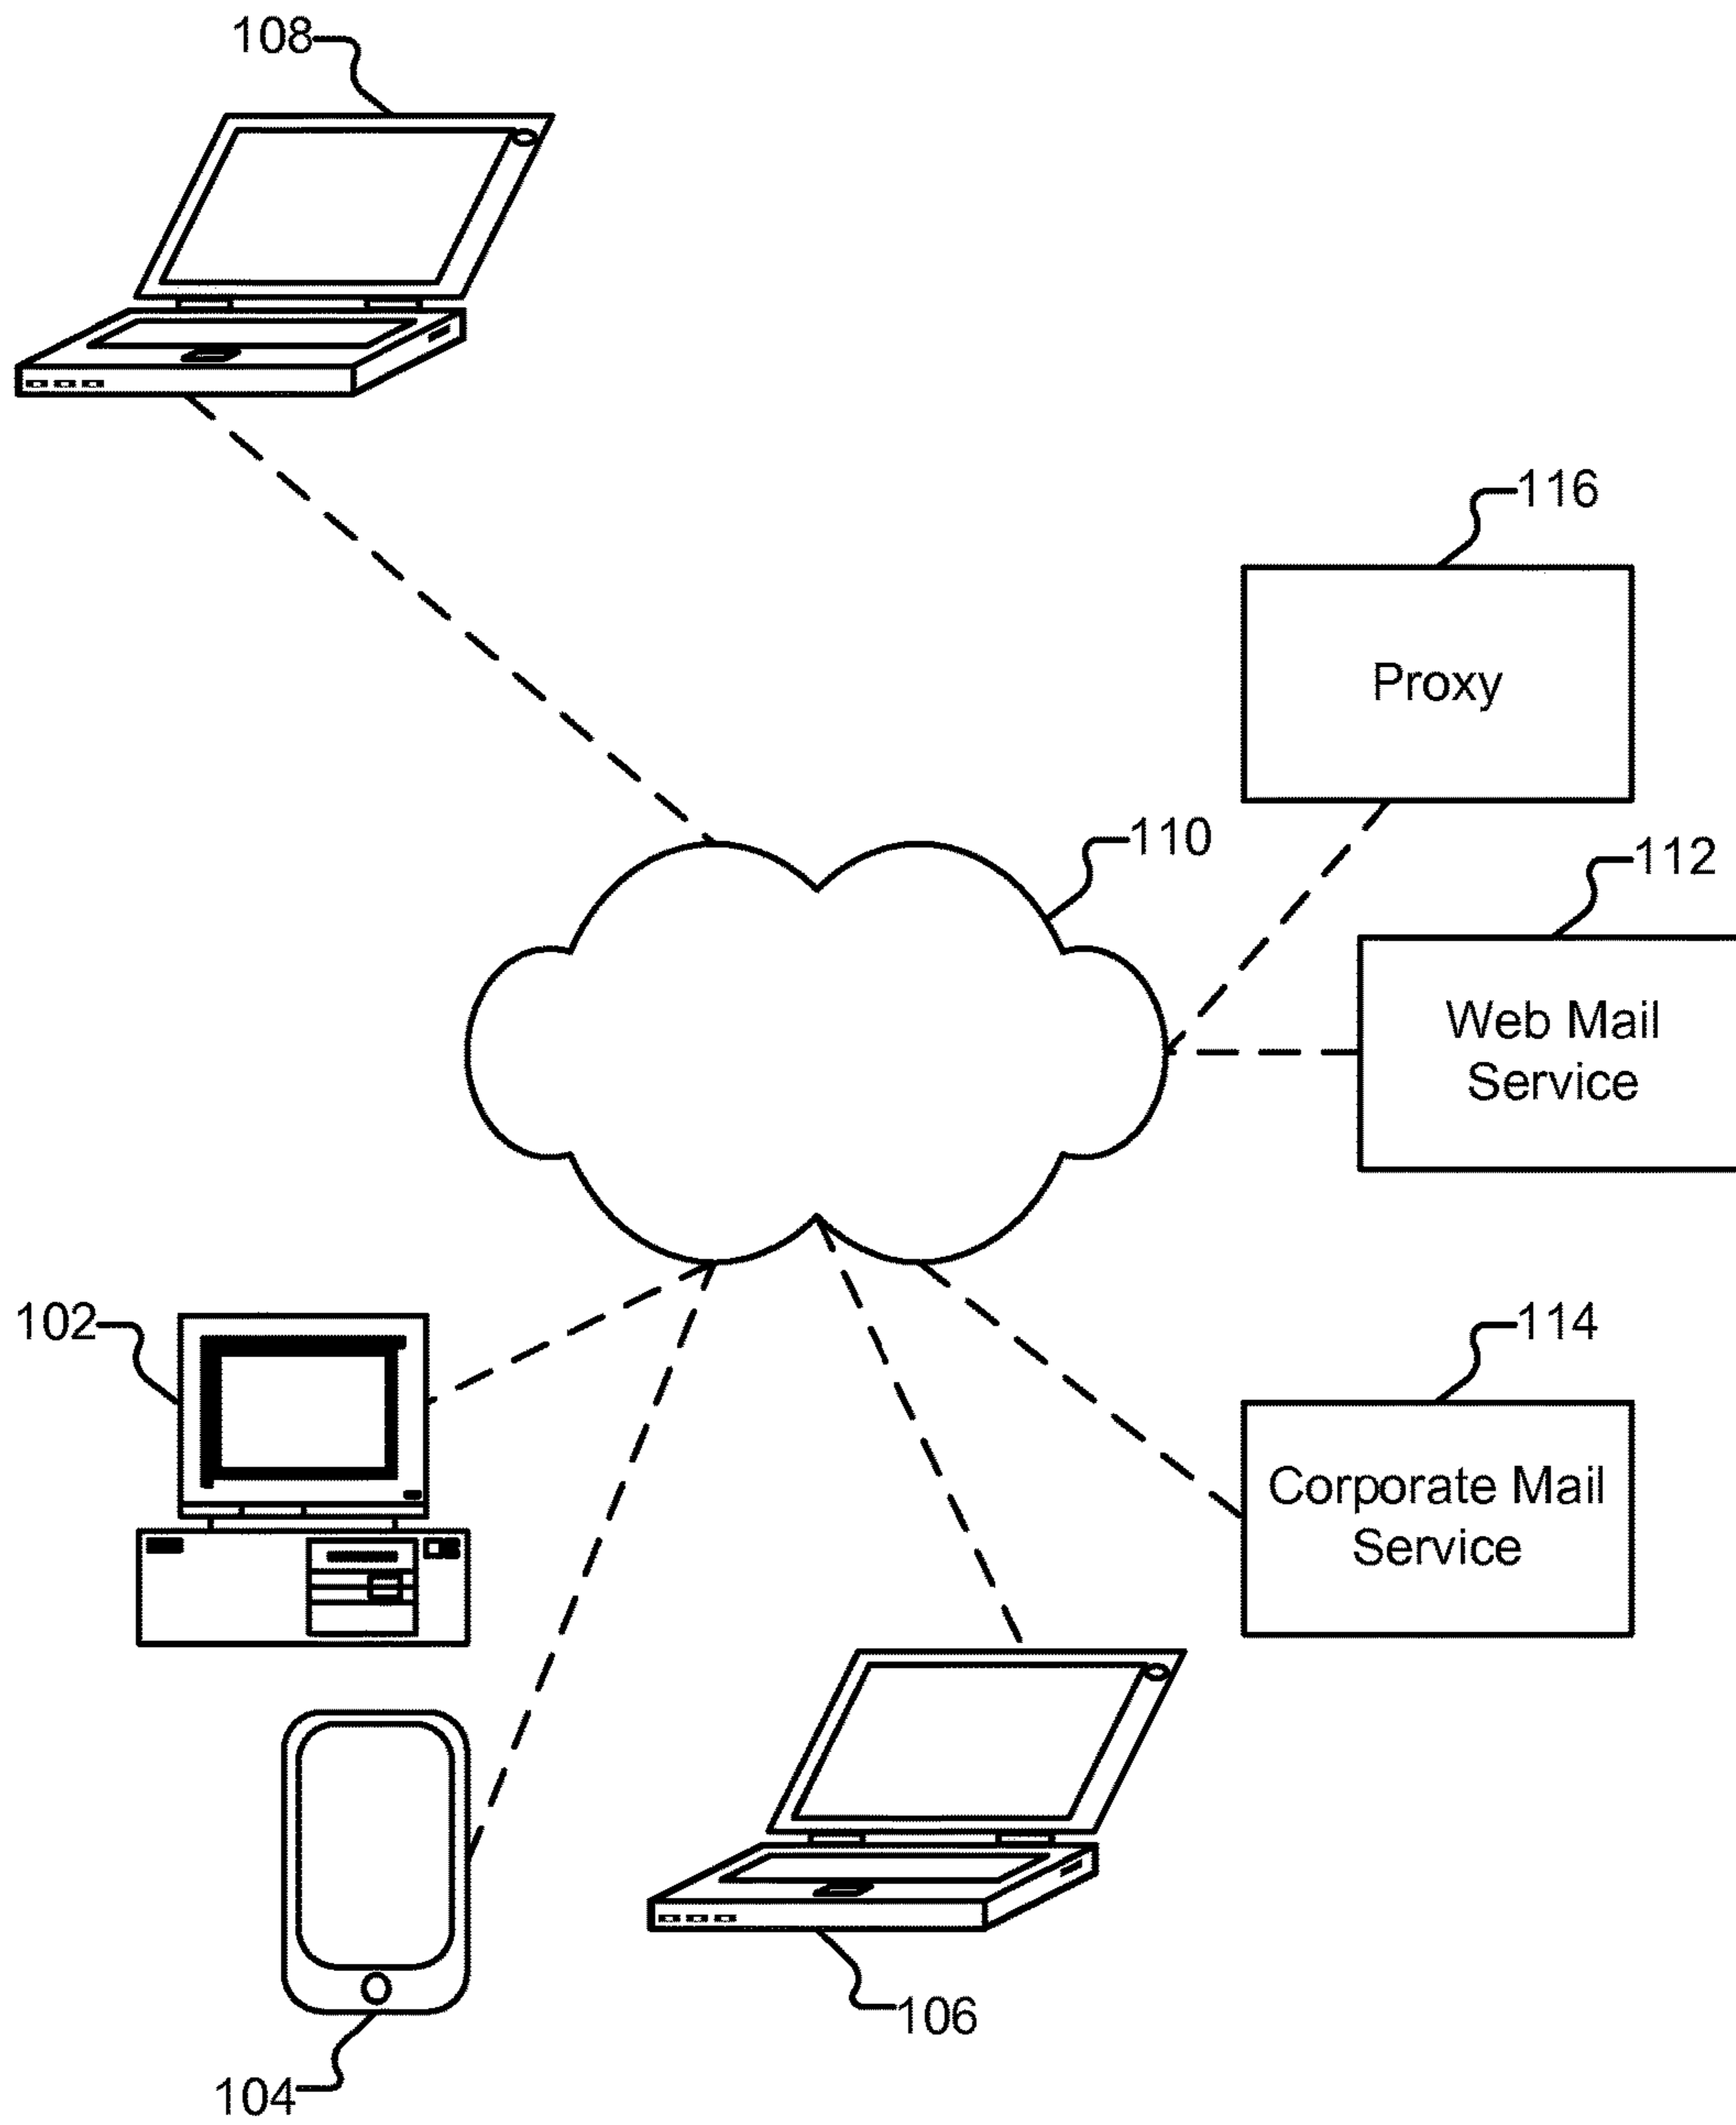 108
116
Proxy
110
112
Web Mail
Service
102
114
Corporate Mail
Service
106
104